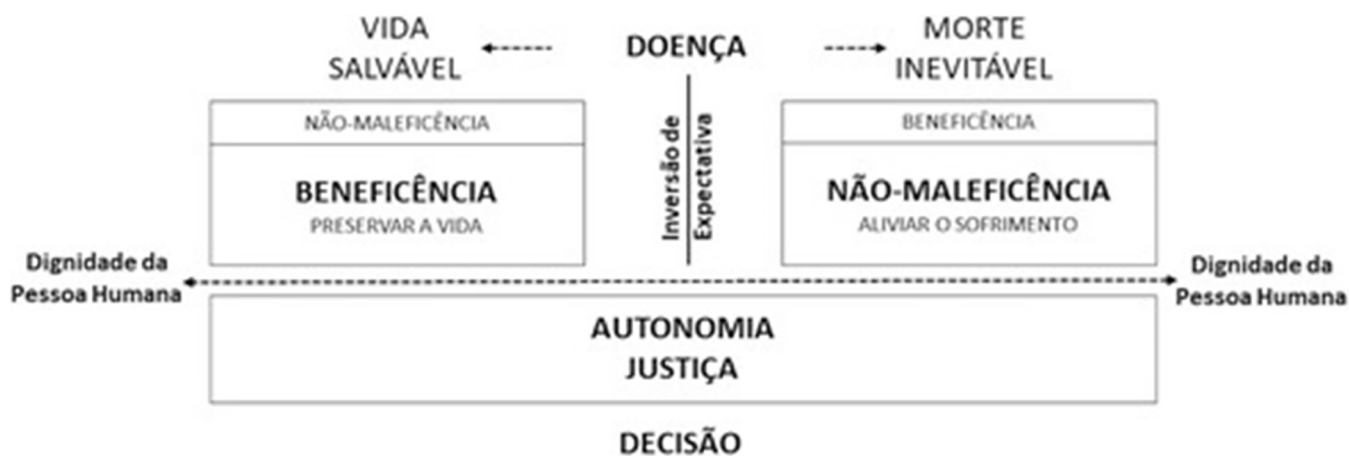 VIDA
SALVÁVEL
DOENÇA
MORTE
INEVITÁVEL
NÃO-MALEFICÊNCIA
BENEFICÊNCIA
PRESERVAR A VIDA
Inversão de
Expectativa
BENEFICÊNCIA
NÃO-MALEFICÊNCIA
ALIVIAR O SOFRIMENTO
Dignidade da
Pessoa Humana
Dignidade da
Pessoa Humana
AUTONOMIA
JUSTIÇA
DECISÃO